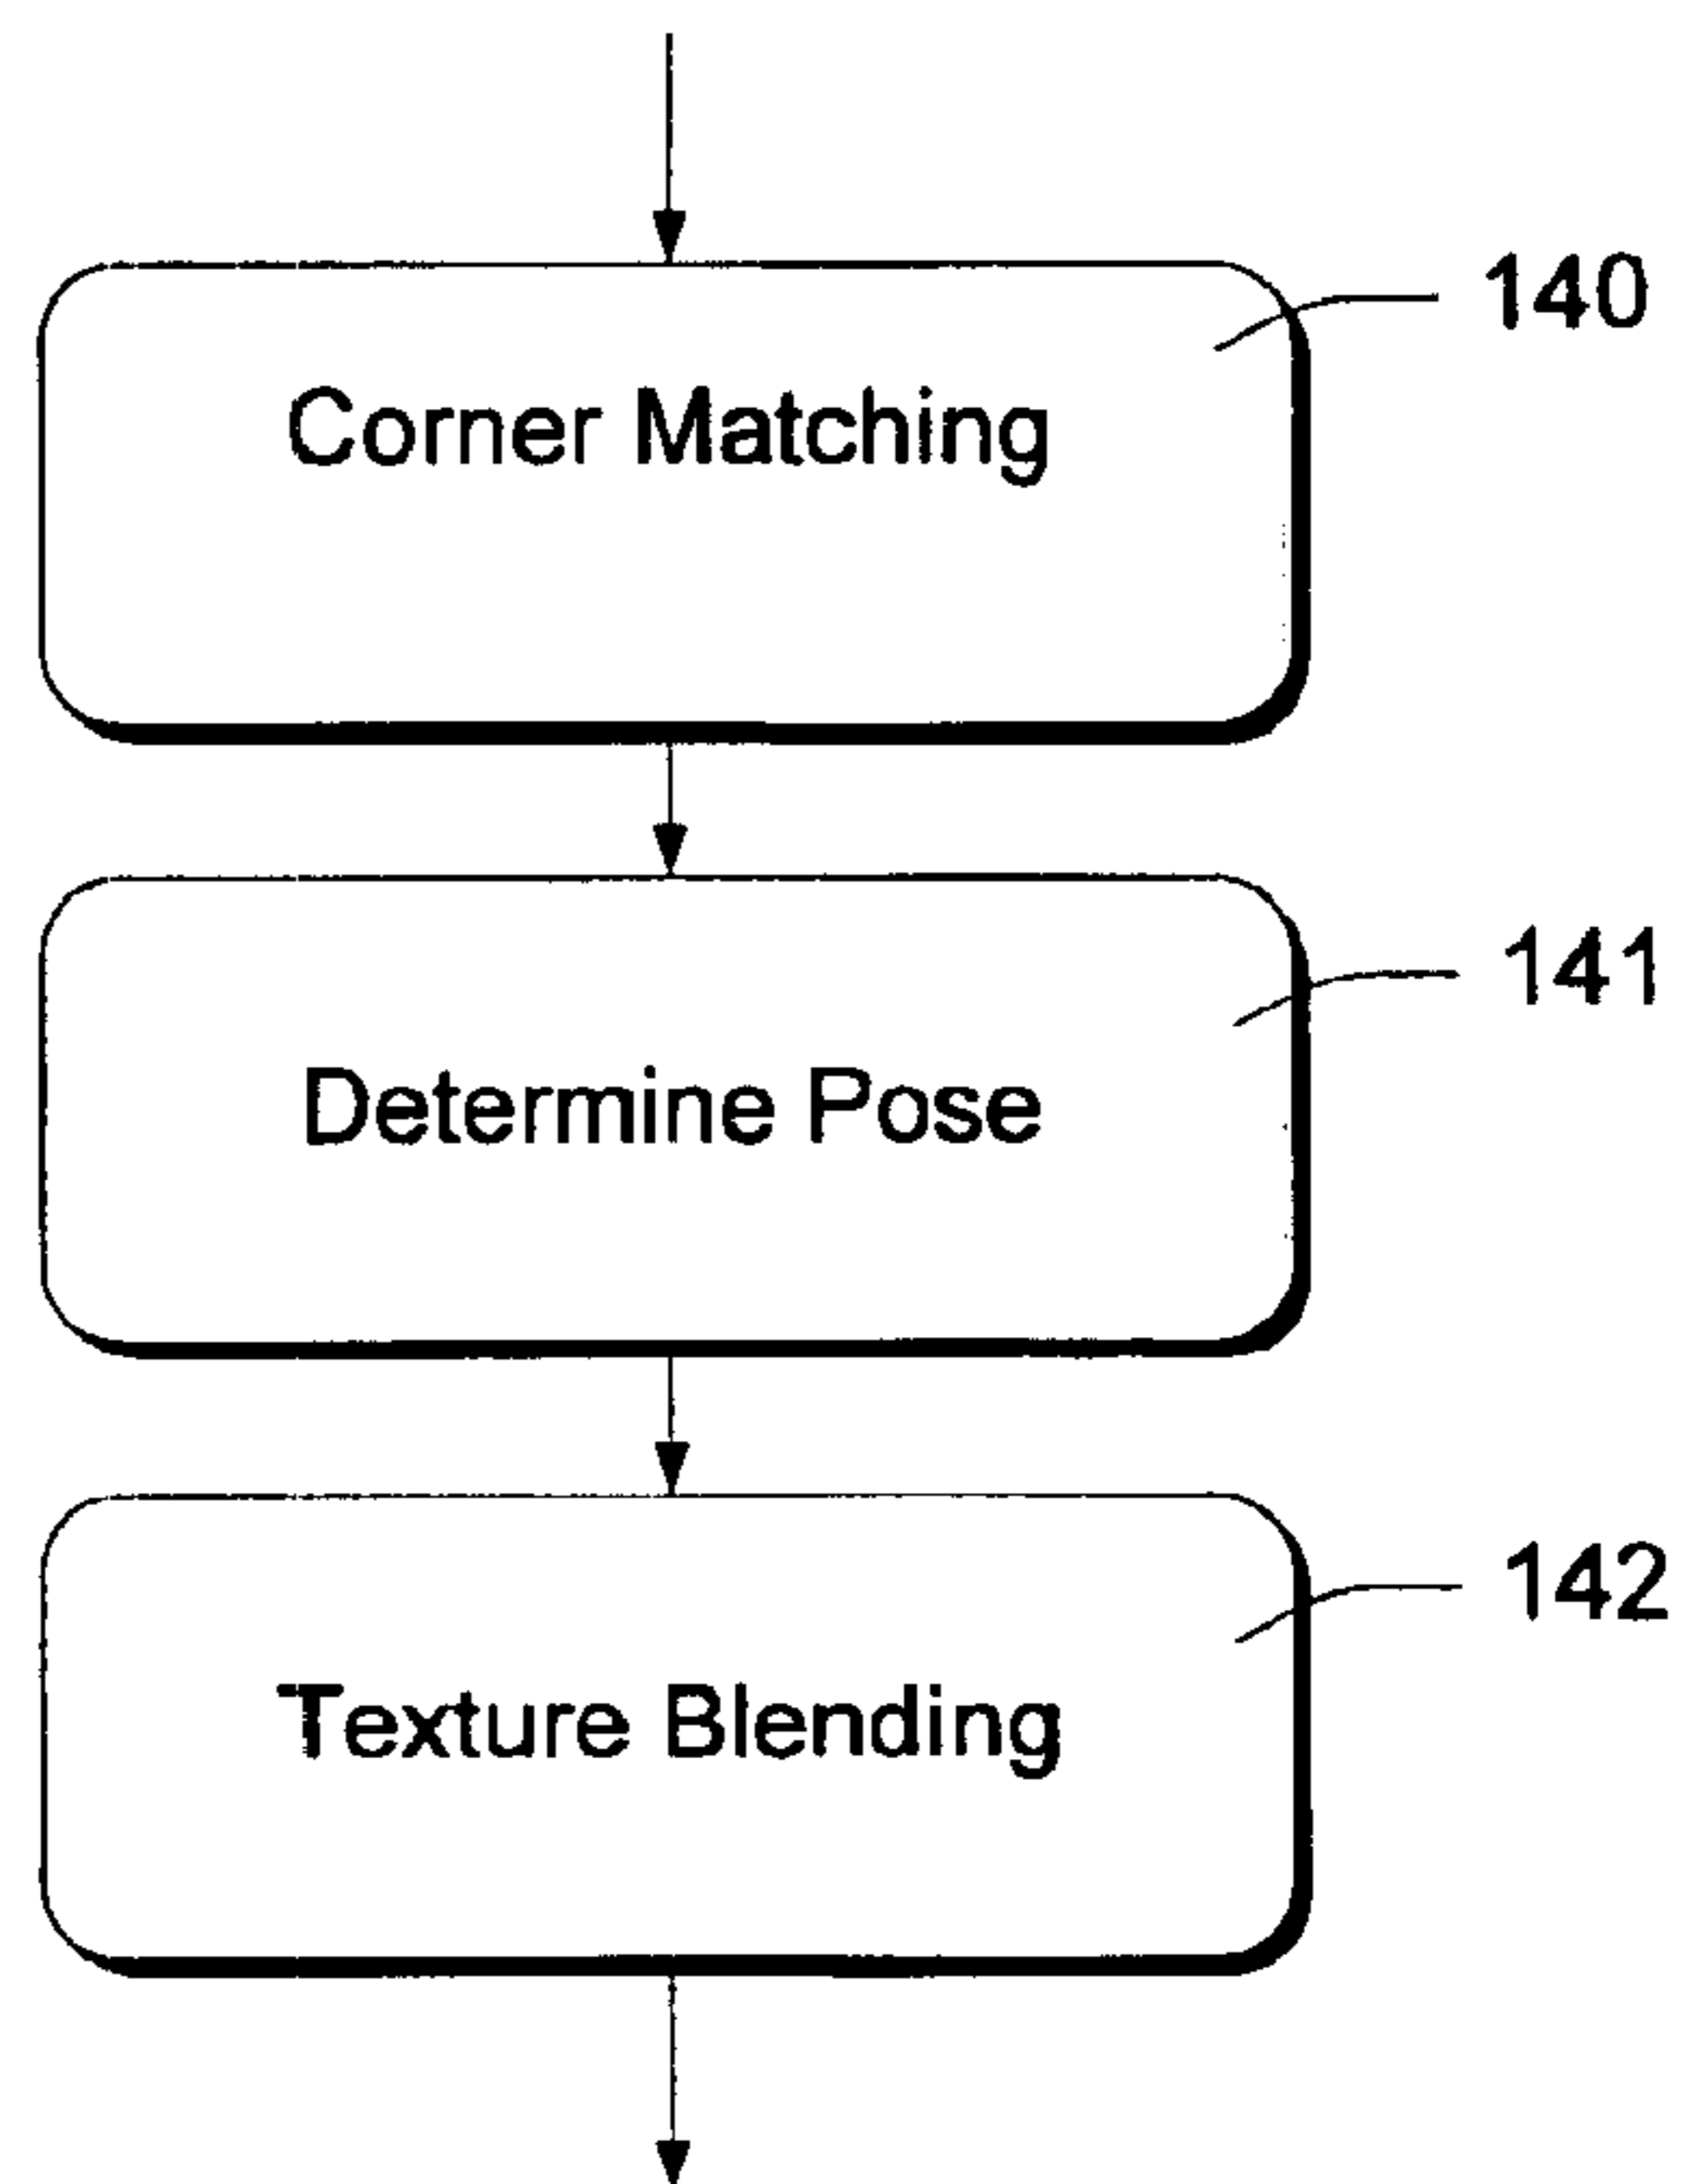 140
Corner Matching
141
Determine Pose
142
Texture Blending